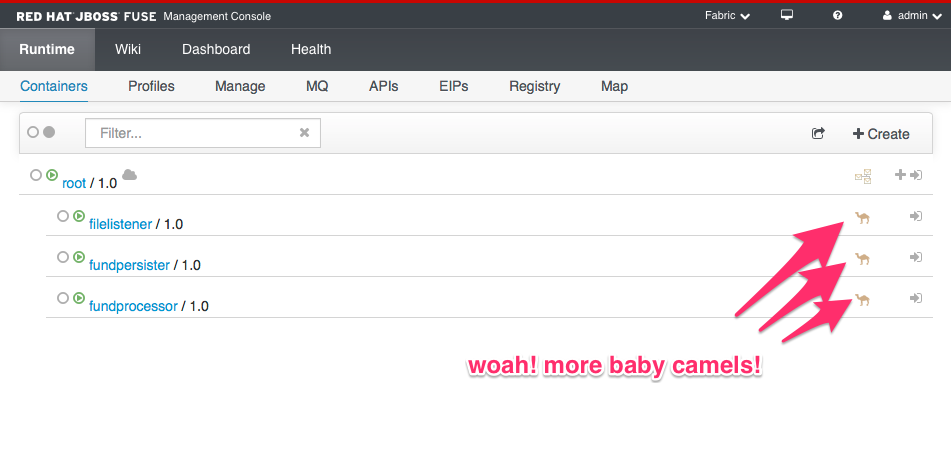 RED HAT JBOSS FUSE Management Console Fabric admin
Runtime Wiki Dashboard Health
Containers Profiles Manage MQ APIs EIPs Registry Map
Filter... Create
root / 1.0
filelistener / 1.0
fundpersister / 1.0
fundprocessor / 1.0
woah! more baby camels!